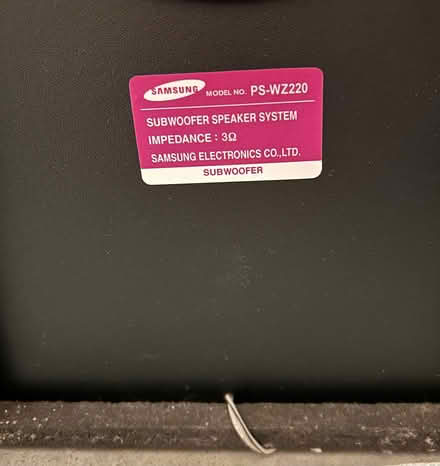 SAMSUNG MODEL NO. PS-WZ220
SUBWOOFER SPEAKER SYSTEM
IMPEDANCE : 3Ω
SAMSUNG ELECTRONICS CO.,LTD.
SUBWOOFER